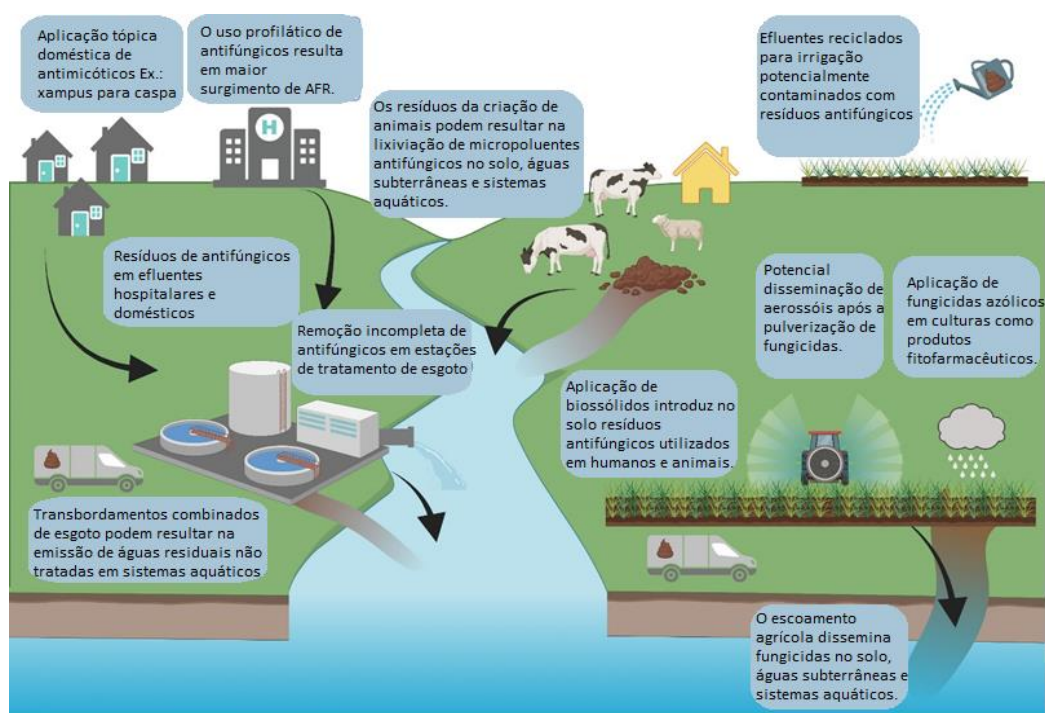 Aplicação tópica
doméstica de
antimicóticos Ex.:
xampus para caspa
O uso profilático de
antifúngicos resulta
em maior
surgimento de AFR.
Os resíduos da criação de
animais podem resultar na
lixiviação de micropoluentes
antifúngicos no solo, águas
subterrâneas e sistemas
aquáticos.
Efluentes reciclados
para irrigação
potencialmente
contaminados com
resíduos antifúngicos
H
Resíduos de antifúngicos
em efluentes
hospitalares e
domésticos
Remoção incompleta de
antifúngicos em estações
de tratamento de esgoto
Potencial
disseminação de
aerossóis após a
pulverização de
fungicidas.
Aplicação de
fungicidas azólicos
em culturas como
produtos
fitofarmacêuticos.
Aplicação de
biossólidos introduz no
solo resíduos
antifúngicos utilizados
em humanos e animais.
Transbordamentos combinados
de esgoto podem resultar na
emissão de águas residuais não
tratadas em sistemas aquáticos
O escoamento
agrícola dissemina
fungicidas no solo,
águas subterrâneas e
sistemas aquáticos.